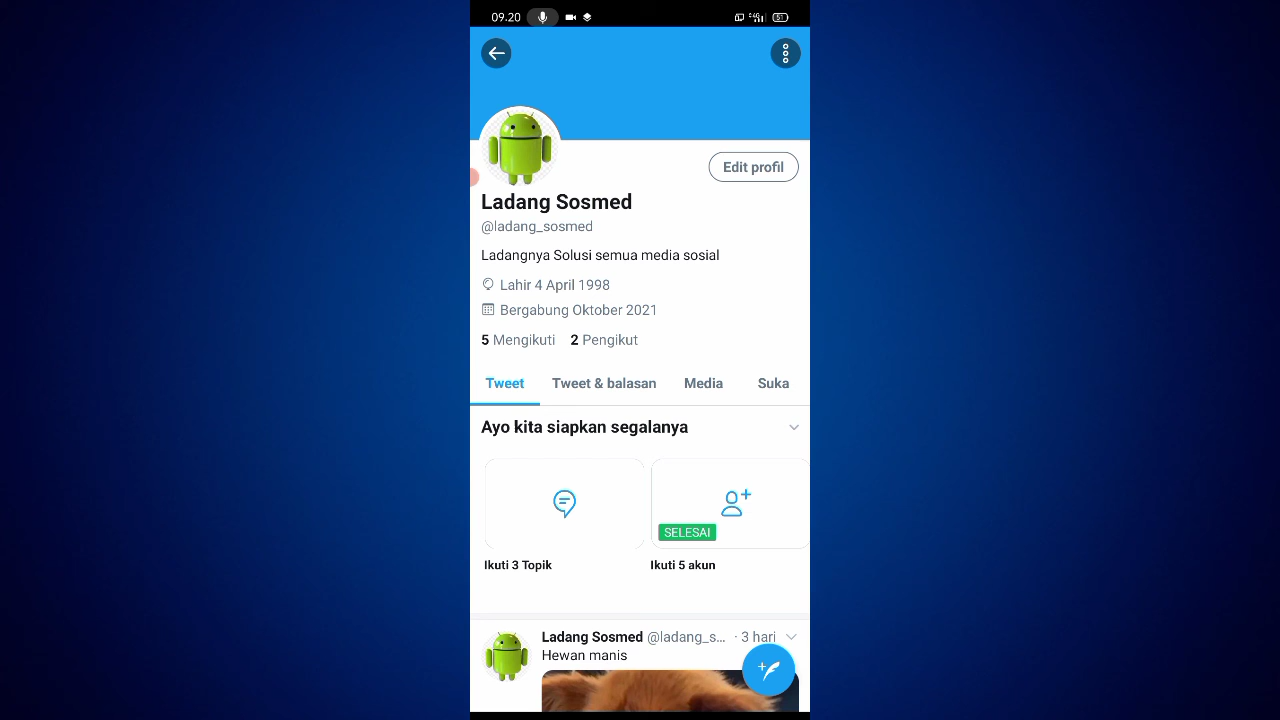 09.20
51
Edit profil
Ladang Sosmed
@ladang_sosmed
Ladangnya Solusi semua media sosial
Lahir 4 April 1998
Bergabung Oktober 2021
5 Mengikuti 2 Pengikut
Tweet Tweet & balasan Media Suka
Ayo kita siapkan segalanya
SELESAI
Ikuti 3 Topik Ikuti 5 akun
Ladang Sosmed @ladang_s... · 3 hari
Hewan manis